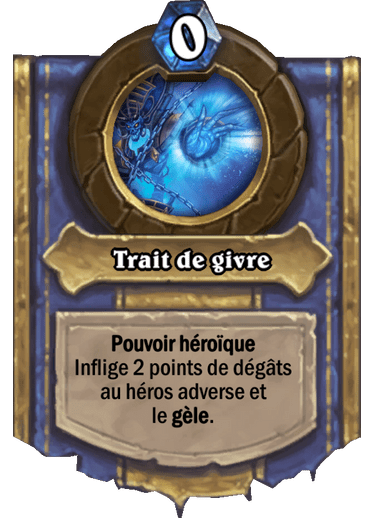 0
Trait de givre
Pouvoir héroïque
Inflige 2 points de dégâts
au héros adverse et
le gèle.